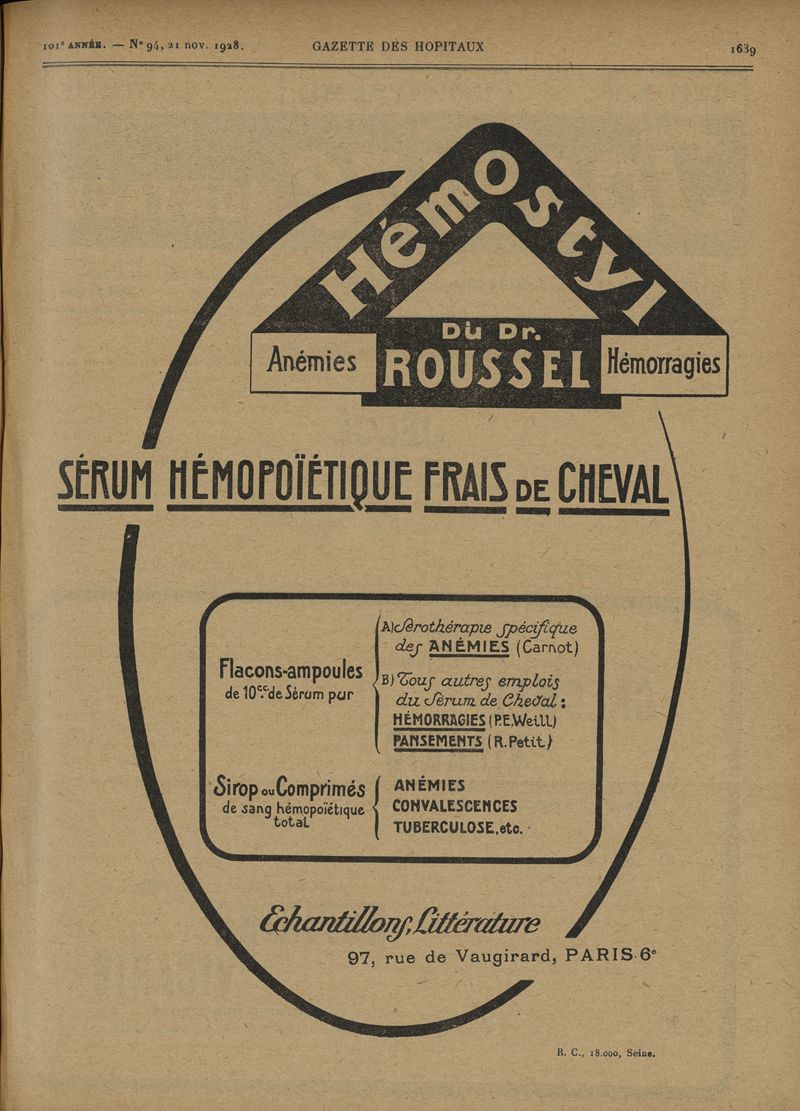 101ᵉ ANNÉE. — N° 94, 21 nov. 1928. GAZETTE DES HOPITAUX 1639
Hémostyl
Du Dr.
ROUSSEL
Anémies
Hémorragies
SÉRUM HÉMOPOÏÉTIQUE FRAIS DE CHEVAL
Flacons-ampoules
de 10 c.c. de Sérum pur
A) Sérothérapie spécifique
des ANÉMIES (Carnot)
B) Tous autres emplois
du Sérum de Cheval :
HÉMORRAGIES (P.E.Weill)
PANSEMENTS (R.Petit)
Sirop ou Comprimés
de sang hémopoïétique
total
ANÉMIES
CONVALESCENCES
TUBERCULOSE, etc.
Échantillons, Littérature
97, rue de Vaugirard, PARIS-6ᵉ
R. C., 18.000, Seine.